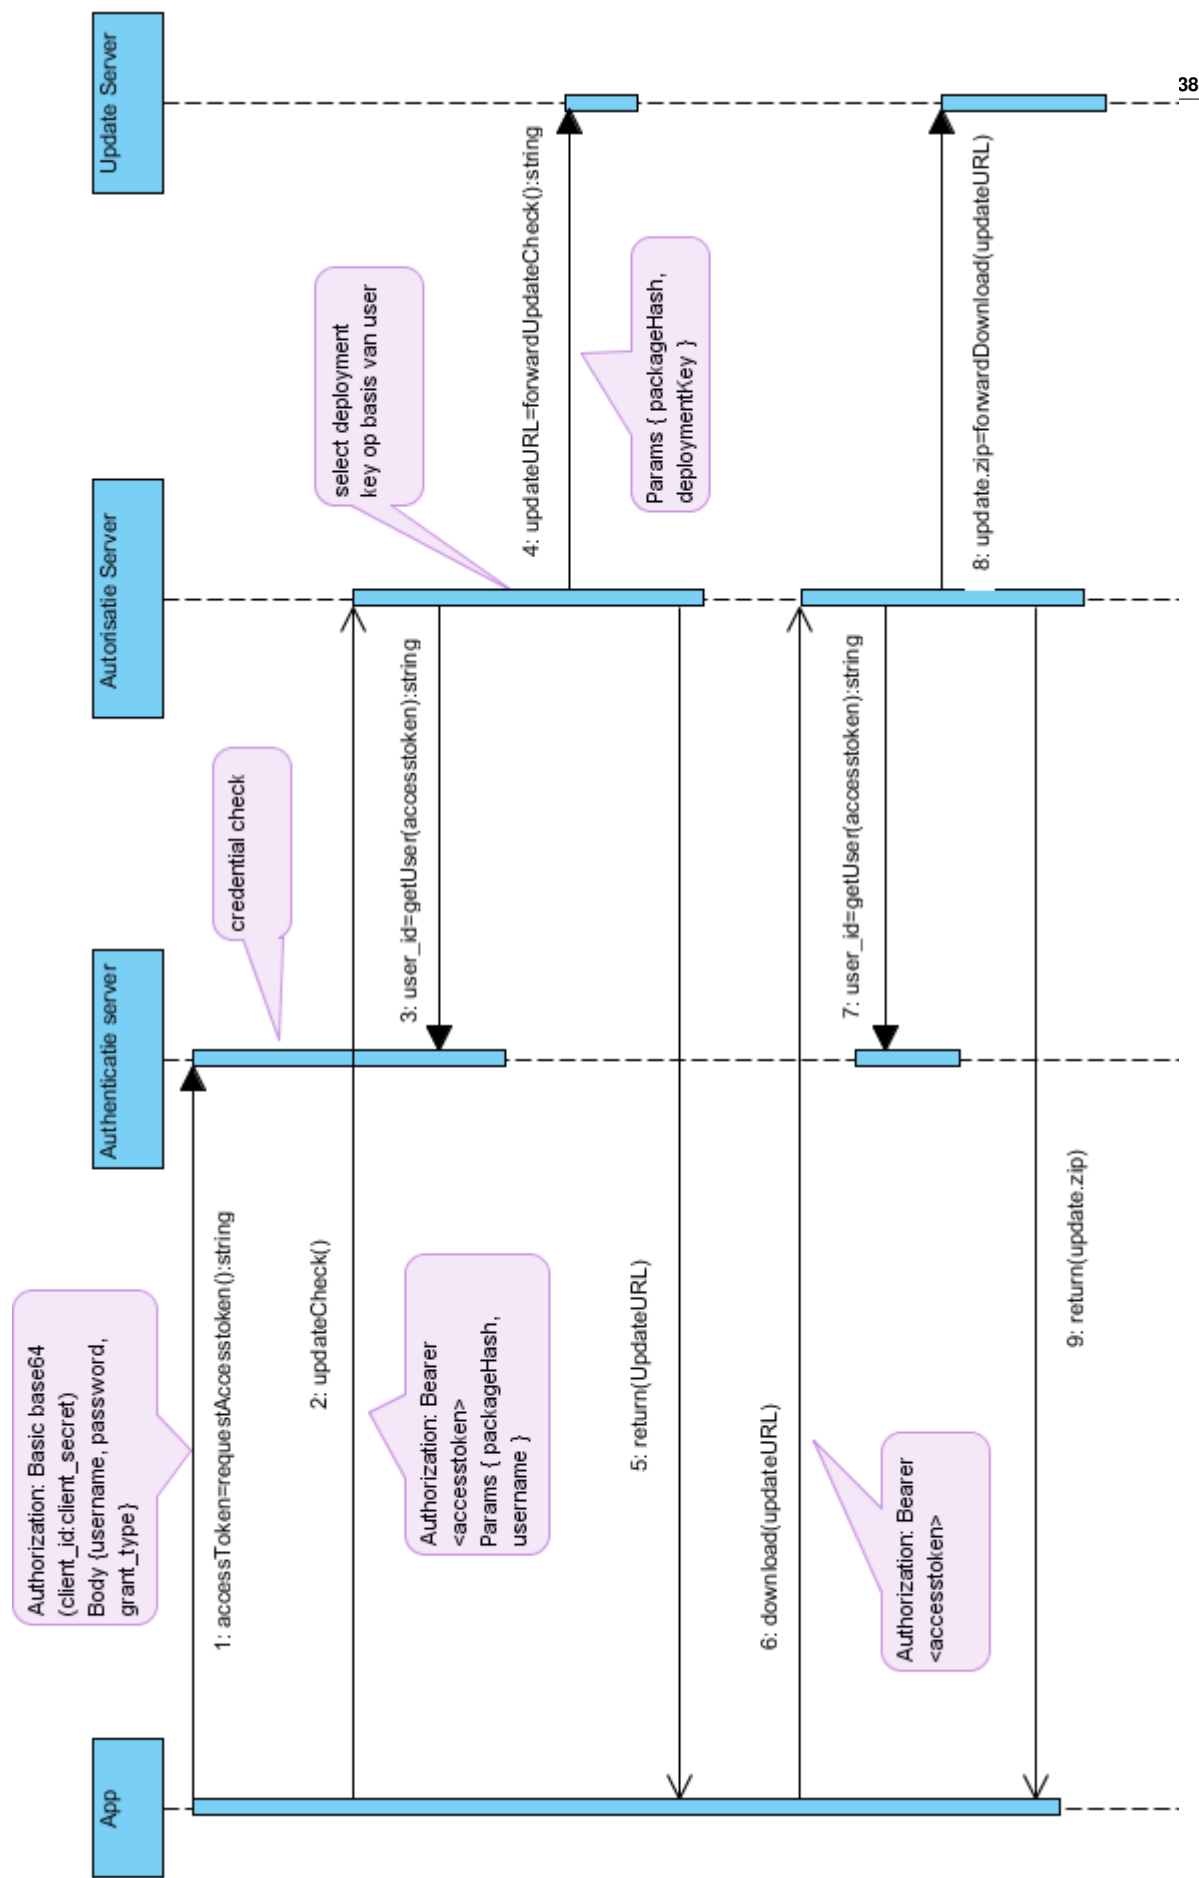 38
App
Authenticatie server
Autorisatie Server
Update Server
Authorization: Basic base64
(client_id:client_secret)
Body {username, password,
grant_type}
1: accessToken=requestAccesstoken():string
credential check
2: updateCheck()
Authorization: Bearer
<accesstoken>
Params { packageHash,
username }
3: user_id=getUser(accesstoken):string
select deployment
key op basis van user
4: updateURL=forwardUpdateCheck():string
Params { packageHash,
deploymentKey }
5: return(UpdateURL)
6: download(updateURL)
Authorization: Bearer
<accesstoken>
7: user_id=getUser(accesstoken):string
8: update.zip=forwardDownload(updateURL)
9: return(update.zip)